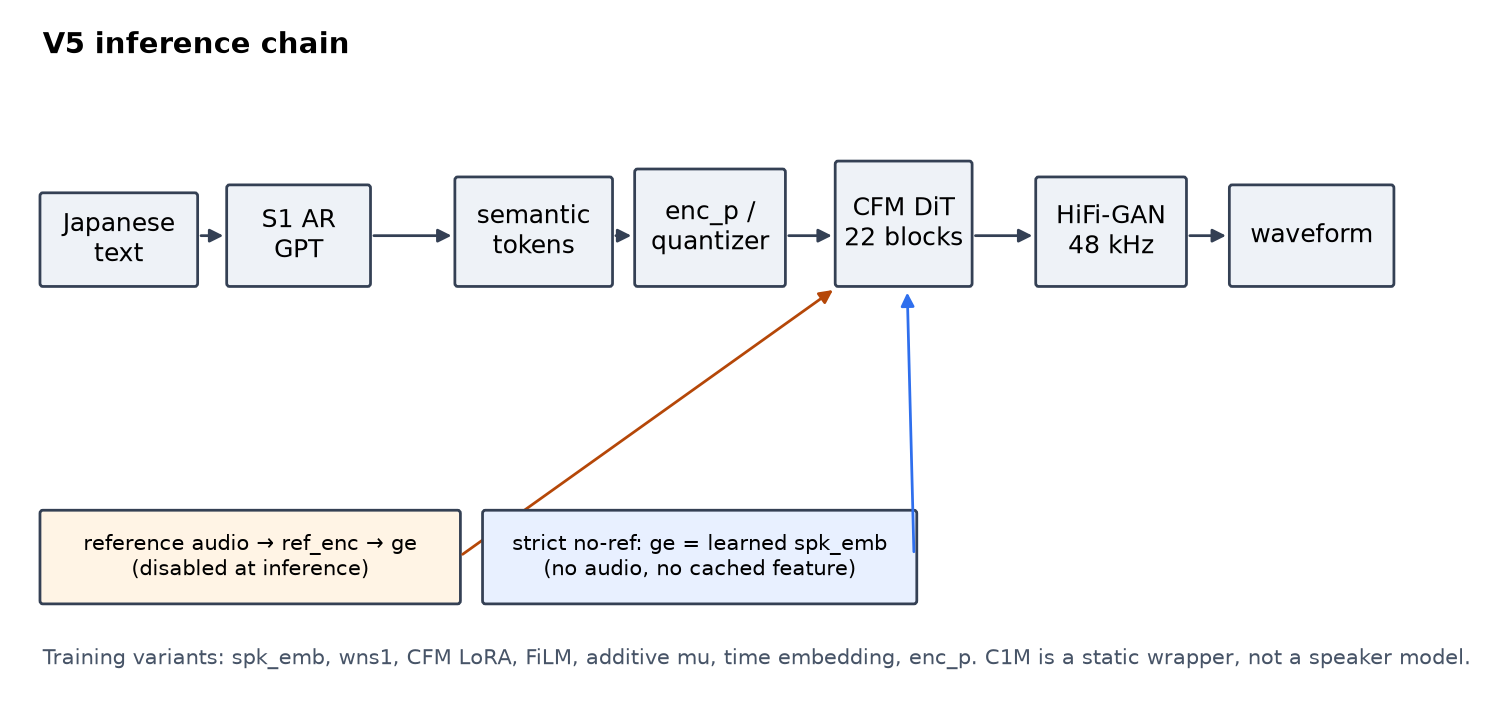 V5 inference chain
Japanese
text
S1 AR
GPT
semantic
tokens
enc_p /
quantizer
CFM DiT
22 blocks
HiFi-GAN
48 kHz
waveform
reference audio → ref_enc → ge
(disabled at inference)
strict no-ref: ge = learned spk_emb
(no audio, no cached feature)
Training variants: spk_emb, wns1, CFM LoRA, FiLM, additive mu, time embedding, enc_p. C1M is a static wrapper, not a speaker model.